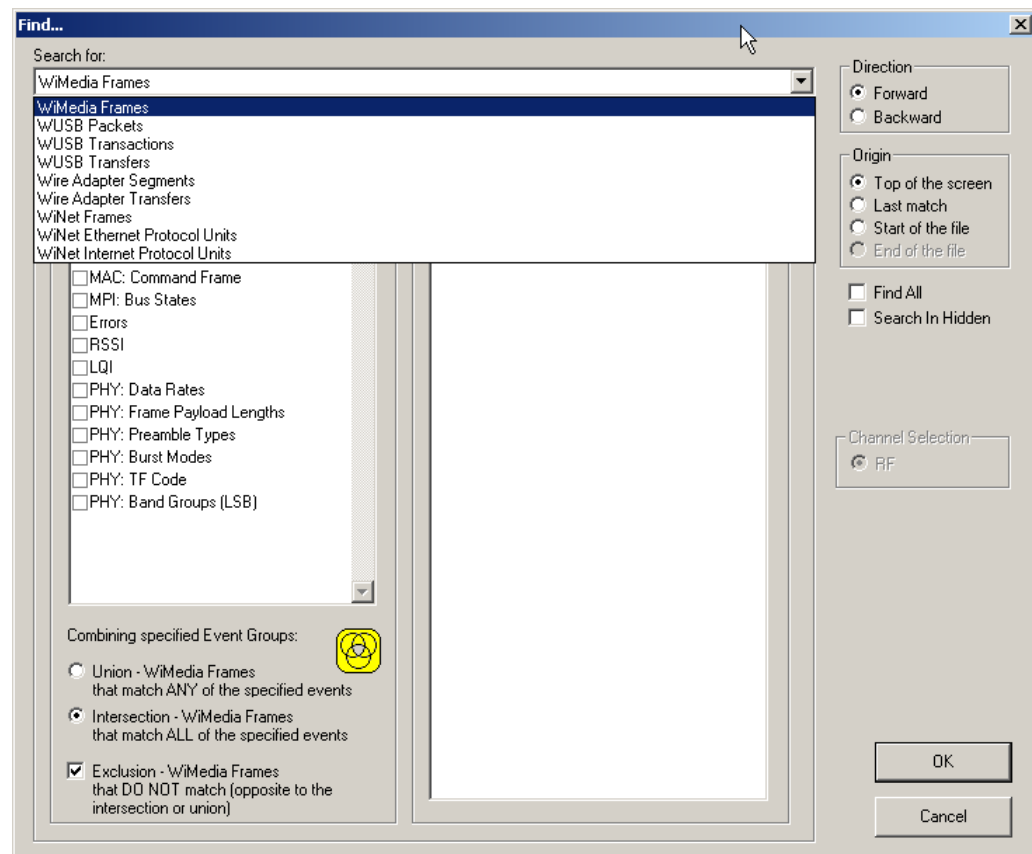 Find...
Search for:
WiMedia Frames
WiMedia Frames
WUSB Packets
WUSB Transactions
WUSB Transfers
Wire Adapter Segments
Wire Adapter Transfers
WiNet Frames
WiNet Ethernet Protocol Units
WiNet Internet Protocol Units
MAC: Command Frame
MPI: Bus States
Errors
RSSI
LQI
PHY: Data Rates
PHY: Frame Payload Lengths
PHY: Preamble Types
PHY: Burst Modes
PHY: TF Code
PHY: Band Groups (LSB)
Combining specified Event Groups:
Union - WiMedia Frames
that match ANY of the specified events
Intersection - WiMedia Frames
that match ALL of the specified events
Exclusion - WiMedia Frames
that DO NOT match (opposite to the
intersection or union)
Direction
Forward
Backward
Origin
Top of the screen
Last match
Start of the file
End of the file
Find All
Search In Hidden
Channel Selection
RF
OK
Cancel